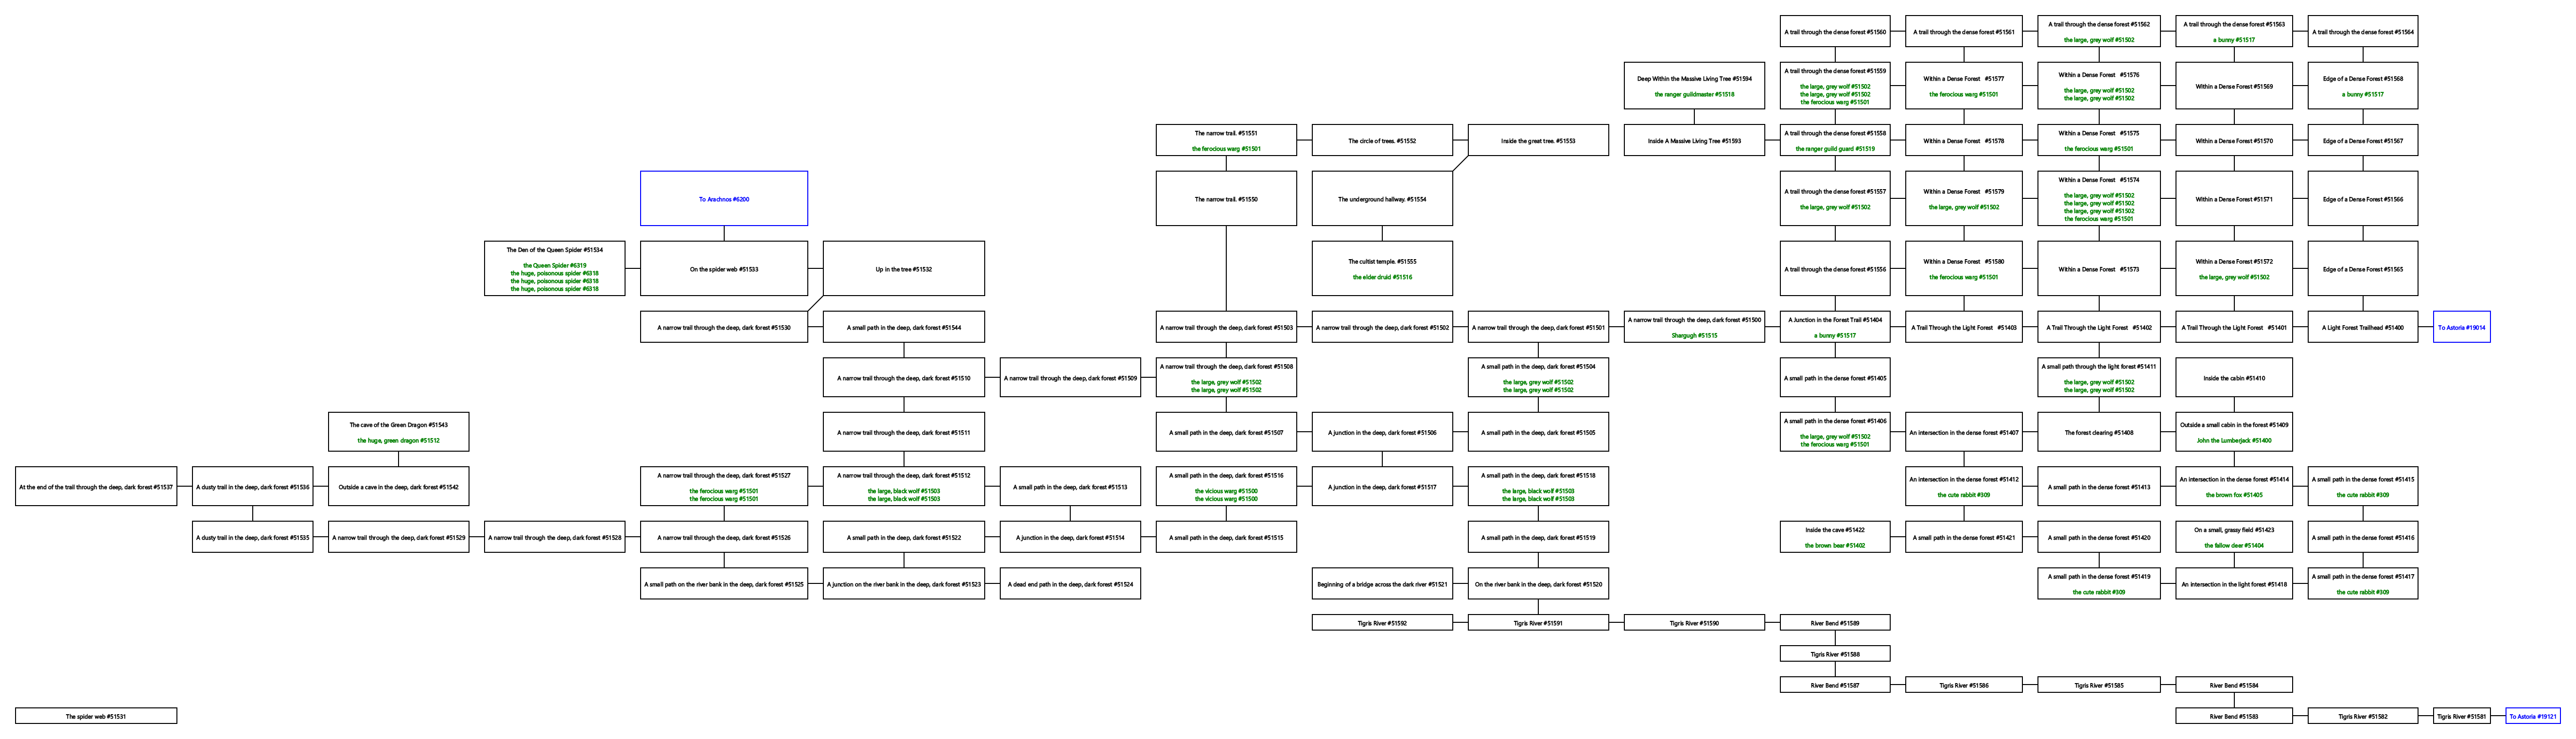 A trail through the dense forest #51560
A trail through the dense forest #51561
A trail through the dense forest #51562
the large, grey wolf #51502
A trail through the dense forest #51563
a bunny #51517
A trail through the dense forest #51564
Deep Within the Massive Living Tree #51594
the ranger guildmaster #51518
A trail through the dense forest #51559
the large, grey wolf #51502
the large, grey wolf #51502
the ferocious warg #51501
Within a Dense Forest #51577
the ferocious warg #51501
Within a Dense Forest #51576
the large, grey wolf #51502
the large, grey wolf #51502
Within a Dense Forest #51569
Edge of a Dense Forest #51568
a bunny #51517
The narrow trail. #51551
the ferocious warg #51501
The circle of trees. #51552
Inside the great tree. #51553
Inside A Massive Living Tree #51593
A trail through the dense forest #51558
the ranger guild guard #51519
Within a Dense Forest #51578
Within a Dense Forest #51575
the ferocious warg #51501
Within a Dense Forest #51570
Edge of a Dense Forest #51567
To Arachnos #6200
The narrow trail. #51550
The underground hallway. #51554
A trail through the dense forest #51557
the large, grey wolf #51502
Within a Dense Forest #51579
the large, grey wolf #51502
Within a Dense Forest #51574
the large, grey wolf #51502
the large, grey wolf #51502
the large, grey wolf #51502
the ferocious warg #51501
Within a Dense Forest #51571
Edge of a Dense Forest #51566
The Den of the Queen Spider #51534
the Queen Spider #6319
the huge, poisonous spider #6318
the huge, poisonous spider #6318
the huge, poisonous spider #6318
On the spider web #51533
Up in the tree #51532
The cultist temple. #51555
the elder druid #51516
A trail through the dense forest #51556
Within a Dense Forest #51580
the ferocious warg #51501
Within a Dense Forest #51573
Within a Dense Forest #51572
the large, grey wolf #51502
Edge of a Dense Forest #51565
A narrow trail through the deep, dark forest #51530
A small path in the deep, dark forest #51544
A narrow trail through the deep, dark forest #51503
A narrow trail through the deep, dark forest #51502
A narrow trail through the deep, dark forest #51501
A narrow trail through the deep, dark forest #51500
Shargugh #51515
A Junction in the Forest Trail #51404
a bunny #51517
A Trail Through the Light Forest #51403
A Trail Through the Light Forest #51402
A Trail Through the Light Forest #51401
A Light Forest Trailhead #51400
To Astoria #19014
A narrow trail through the deep, dark forest #51510
A narrow trail through the deep, dark forest #51509
A narrow trail through the deep, dark forest #51508
the large, grey wolf #51502
the large, grey wolf #51502
A small path in the deep, dark forest #51504
the large, grey wolf #51502
the large, grey wolf #51502
A small path in the dense forest #51405
A small path through the light forest #51411
the large, grey wolf #51502
the large, grey wolf #51502
Inside the cabin #51410
The cave of the Green Dragon #51543
the huge, green dragon #51512
A narrow trail through the deep, dark forest #51511
A small path in the deep, dark forest #51507
A junction in the deep, dark forest #51506
A small path in the deep, dark forest #51505
A small path in the dense forest #51406
the large, grey wolf #51502
the ferocious warg #51501
An intersection in the dense forest #51407
The forest clearing #51408
Outside a small cabin in the forest #51409
John the Lumberjack #51400
At the end of the trail through the deep, dark forest #51537
A dusty trail in the deep, dark forest #51536
Outside a cave in the deep, dark forest #51542
A narrow trail through the deep, dark forest #51527
the ferocious warg #51501
the ferocious warg #51501
A narrow trail through the deep, dark forest #51512
the large, black wolf #51503
the large, black wolf #51503
A small path in the deep, dark forest #51513
A small path in the deep, dark forest #51516
the vicious warg #51500
the vicious warg #51500
A junction in the deep, dark forest #51517
A small path in the deep, dark forest #51518
the large, black wolf #51503
the large, black wolf #51503
An intersection in the dense forest #51412
the cute rabbit #309
A small path in the dense forest #51413
An intersection in the dense forest #51414
the brown fox #51405
A small path in the dense forest #51415
the cute rabbit #309
A dusty trail in the deep, dark forest #51535
A narrow trail through the deep, dark forest #51529
A narrow trail through the deep, dark forest #51528
A narrow trail through the deep, dark forest #51526
A small path in the deep, dark forest #51522
A junction in the deep, dark forest #51514
A small path in the deep, dark forest #51515
A small path in the deep, dark forest #51519
Inside the cave #51422
the brown bear #51402
A small path in the dense forest #51421
A small path in the dense forest #51420
On a small, grassy field #51423
the fallow deer #51404
A small path in the dense forest #51416
A small path on the river bank in the deep, dark forest #51525
A junction on the river bank in the deep, dark forest #51523
A dead end path in the deep, dark forest #51524
Beginning of a bridge across the dark river #51521
On the river bank in the deep, dark forest #51520
A small path in the dense forest #51419
the cute rabbit #309
An intersection in the light forest #51418
A small path in the dense forest #51417
the cute rabbit #309
Tigris River #51592
Tigris River #51591
Tigris River #51590
River Bend #51589
Tigris River #51588
River Bend #51587
Tigris River #51586
Tigris River #51585
River Bend #51584
The spider web #51531
River Bend #51583
Tigris River #51582
Tigris River #51581
To Astoria #19121